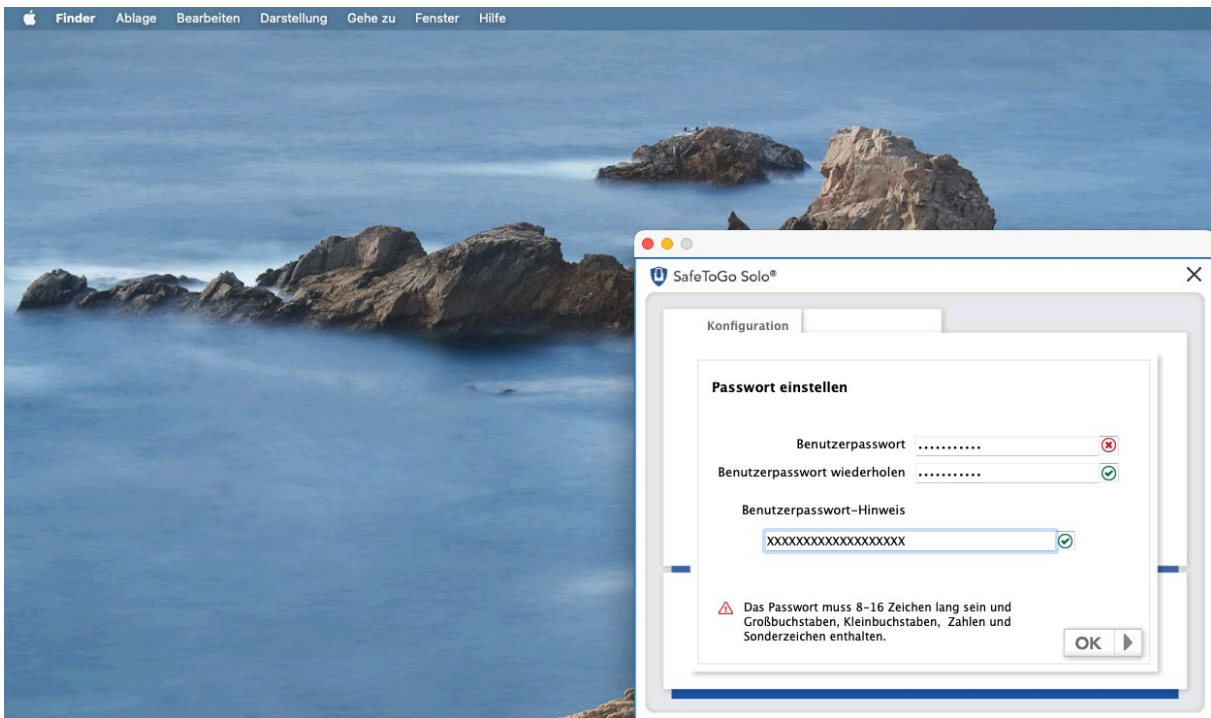 Finder Ablage Bearbeiten Darstellung Gehe zu Fenster Hilfe
SafeToGo Solo®
Konfiguration
Passwort einstellen
Benutzerpasswort ...........
Benutzerpasswort wiederholen ...........
Benutzerpasswort-Hinweis
XXXXXXXXXXXXXXXXXXX
Das Passwort muss 8-16 Zeichen lang sein und
Großbuchstaben, Kleinbuchstaben, Zahlen und
Sonderzeichen enthalten.
OK